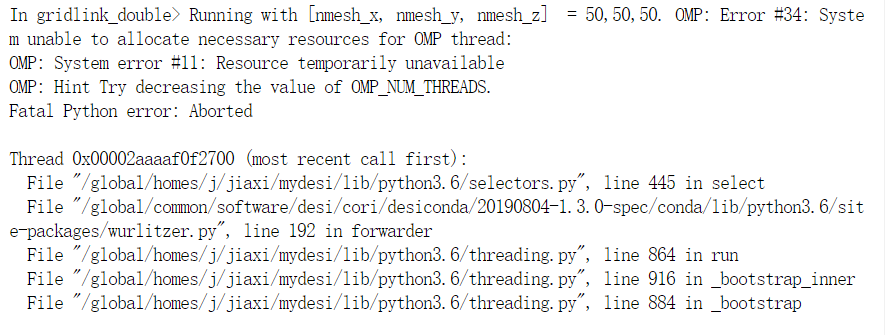 In gridlink_double> Running with [nmesh_x, nmesh_y, nmesh_z]  = 50,50,50. OMP: Error #34: Syste
m unable to allocate necessary resources for OMP thread:
OMP: System error #11: Resource temporarily unavailable
OMP: Hint Try decreasing the value of OMP_NUM_THREADS.
Fatal Python error: Aborted

Thread 0x00002aaaaf0f2700 (most recent call first):
  File "/global/homes/j/jiaxi/mydesi/lib/python3.6/selectors.py", line 445 in select
  File "/global/common/software/desi/cori/desiconda/20190804-1.3.0-spec/conda/lib/python3.6/sit
e-packages/wurlitzer.py", line 192 in forwarder
  File "/global/homes/j/jiaxi/mydesi/lib/python3.6/threading.py", line 864 in run
  File "/global/homes/j/jiaxi/mydesi/lib/python3.6/threading.py", line 916 in _bootstrap_inner
  File "/global/homes/j/jiaxi/mydesi/lib/python3.6/threading.py", line 884 in _bootstrap